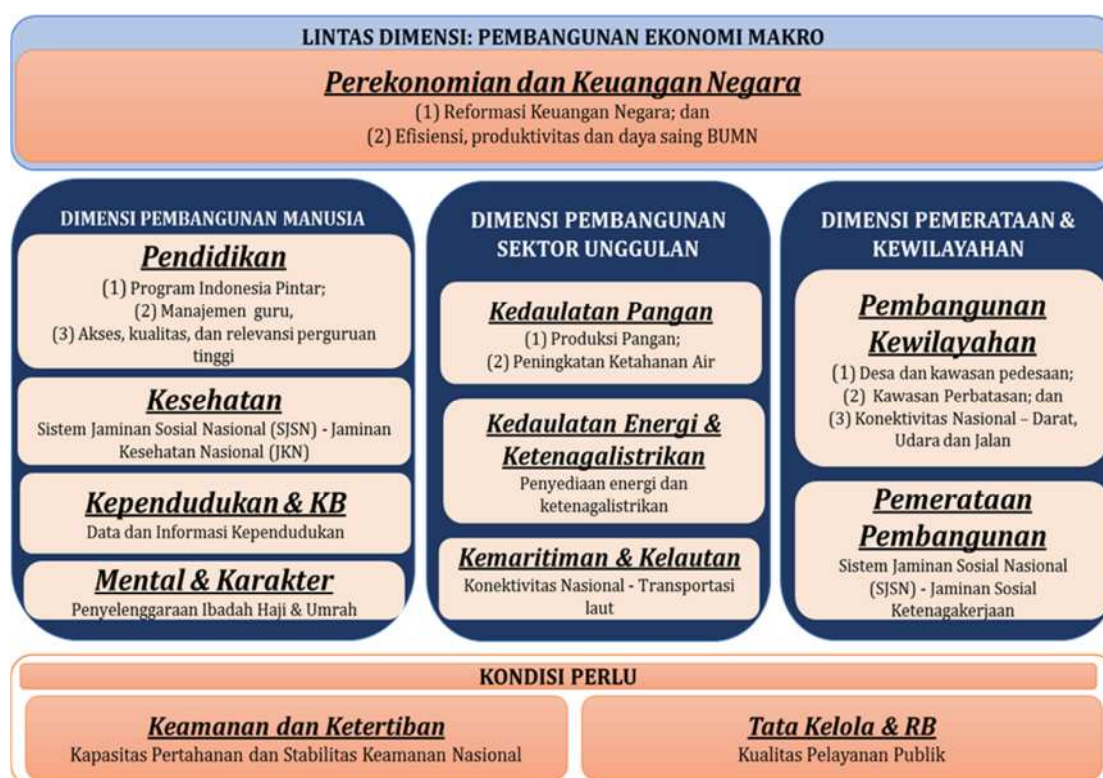 LINTAS DIMENSI: PEMBANGUNAN EKONOMI MAKRO
Perekonomian dan Keuangan Negara
(1) Reformasi Keuangan Negara; dan
(2) Efisiensi, produktivitas dan daya saing BUMN
DIMENSI PEMBANGUNAN MANUSIA
Pendidikan
(1) Program Indonesia Pintar;
(2) Manajemen guru,
(3) Akses, kualitas, dan relevansi perguruan
tinggi
Kesehatan
Sistem Jaminan Sosial Nasional (SJSN) - Jaminan
Kesehatan Nasional (JKN)
Kependudukan & KB
Data dan Informasi Kependudukan
Mental & Karakter
Penyelenggaraan Ibadah Haji & Umrah
DIMENSI PEMBANGUNAN
SEKTOR UNGGULAN
Kedaulatan Pangan
(1) Produksi Pangan;
(2) Peningkatan Ketahanan Air
Kedaulatan Energi &
Ketenagalistrikan
Penyediaan energi dan
ketenagalistrikan
Kemaritiman & Kelautan
Konektivitas Nasional - Transportasi
laut
DIMENSI PEMERATAAN &
KEWILAYAHAN
Pembangunan
Kewilayahan
(1) Desa dan kawasan pedesaan;
(2) Kawasan Perbatasan; dan
(3) Konektivitas Nasional – Darat,
Udara dan Jalan
Pemerataan
Pembangunan
Sistem Jaminan Sosial Nasional
(SJSN) - Jaminan Sosial
Ketenagakerjaan
KONDISI PERLU
Keamanan dan Ketertiban
Kapasitas Pertahanan dan Stabilitas Keamanan Nasional
Tata Kelola & RB
Kualitas Pelayanan Publik